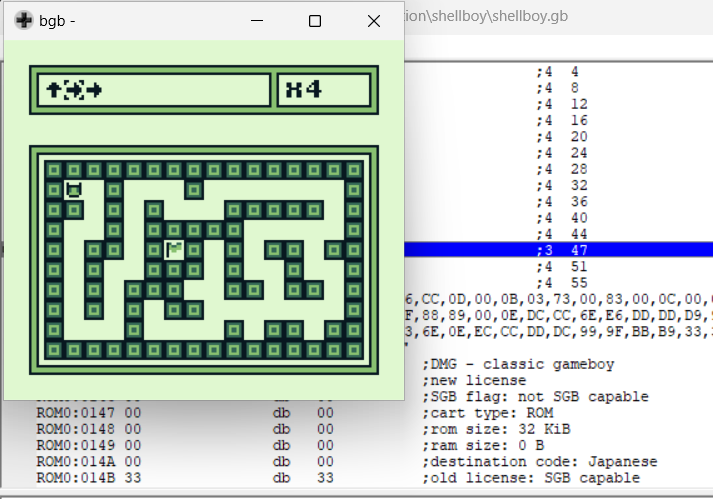 bgb -
tion\shellboy\shellboy.gb
↑→→
x4
;4 4
;4 8
;4 12
;4 16
;4 20
;4 24
;4 28
;4 32
;4 36
;4 40
;4 44
;3 47
;4 51
;4 55
6,CC,0D,00,0B,03,73,00,83,00,0C,00,0
F,88,89,00,0E,DC,CC,6E,E6,DD,DD,D9,9
3,6E,0E,EC,CC,DD,DC,99,9F,BB,B9,33,3
;DMG - classic gameboy
;new license
;SGB flag: not SGB capable
ROM0:0147 00 db 00 ;cart type: ROM
ROM0:0148 00 db 00 ;rom size: 32 KiB
ROM0:0149 00 db 00 ;ram size: 0 B
ROM0:014A 00 db 00 ;destination code: Japanese
ROM0:014B 33 db 33 ;old license: SGB capable